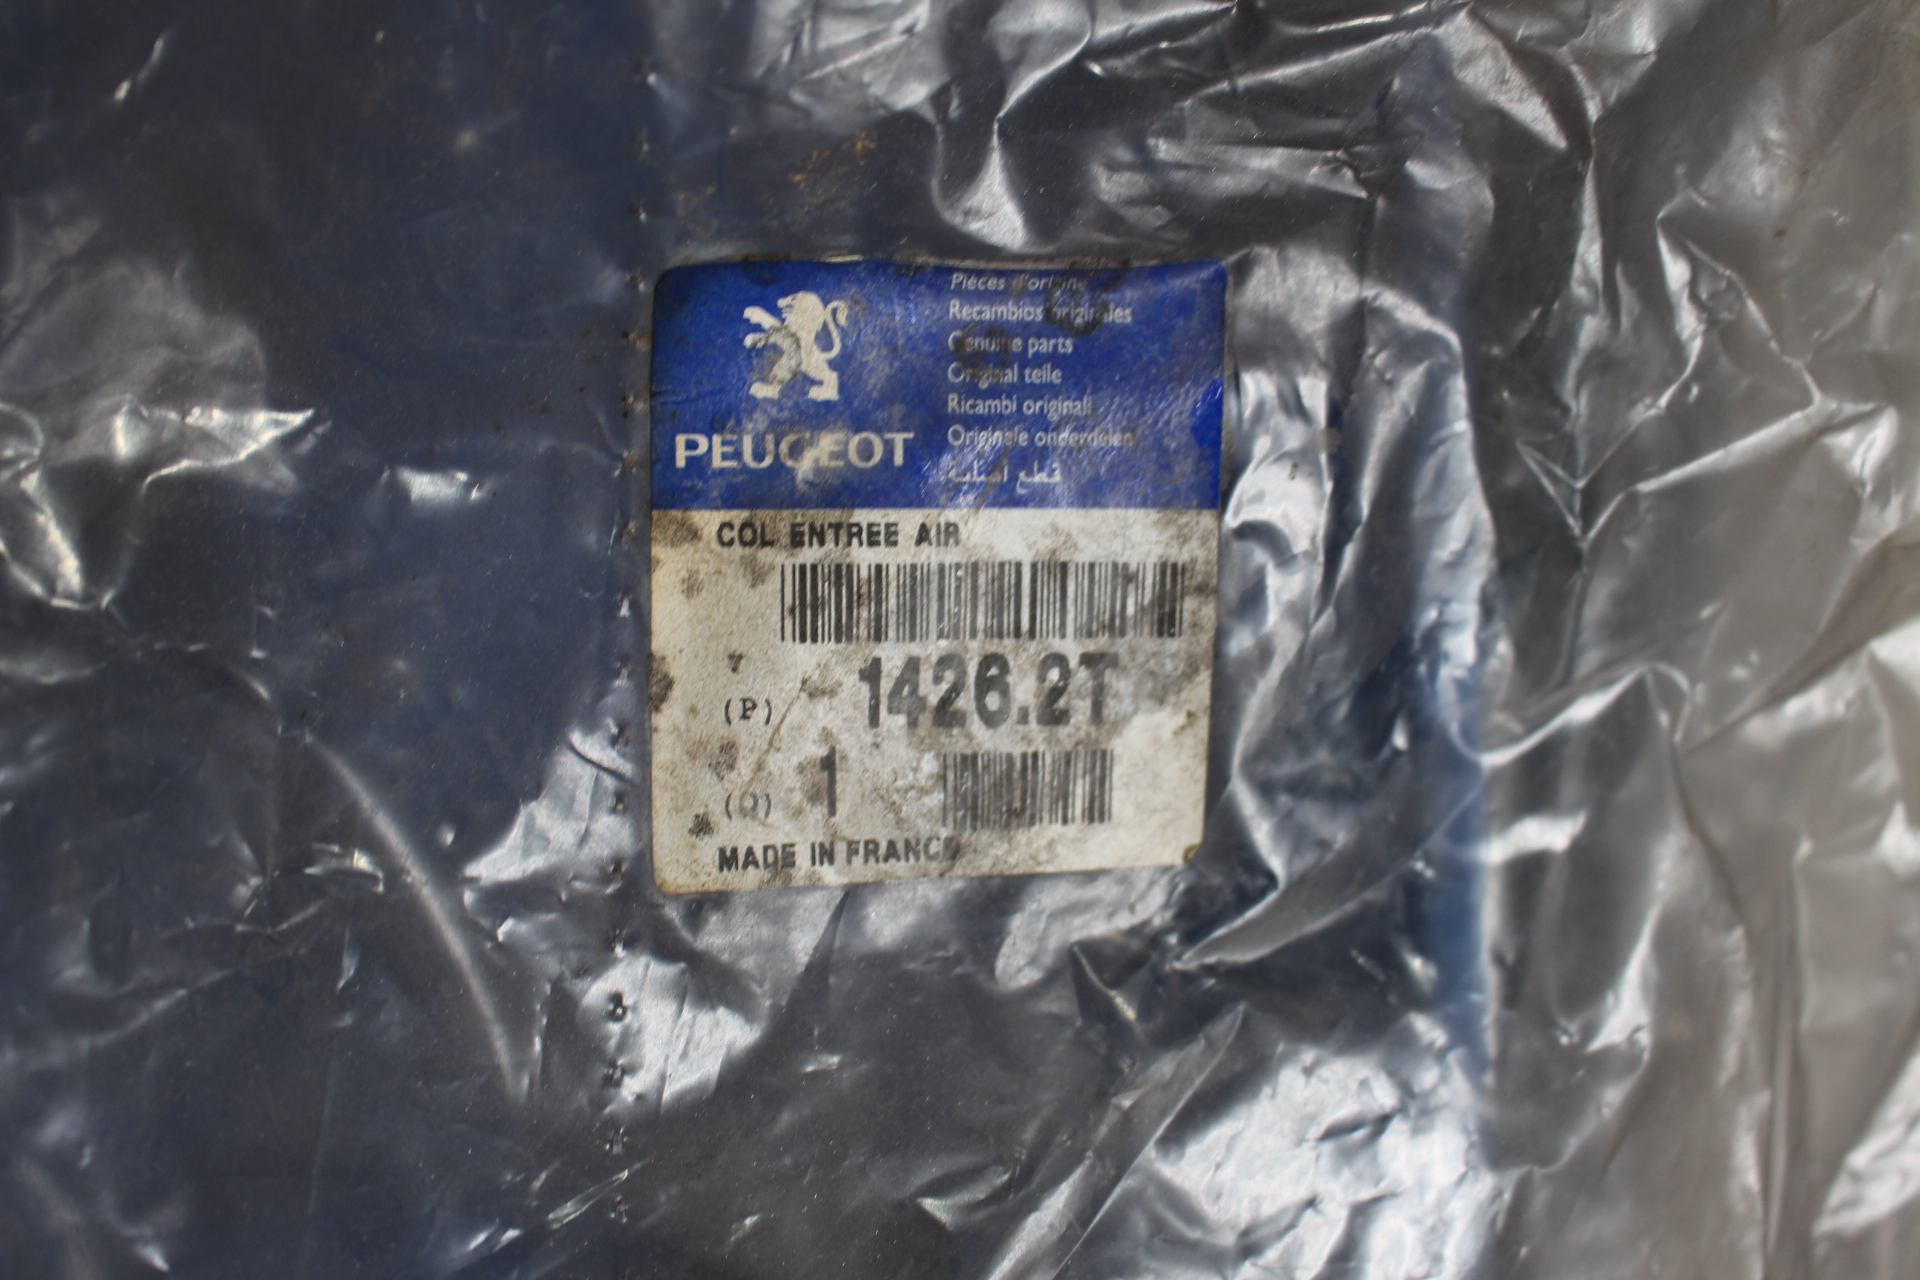 Pièces d'origine
Recambios originales
Genuine parts
Original teile
Ricambi originali
Originele onderdelen
قطع أصلية
PEUGEOT
COL ENTREE AIR
(P) 1426.2T
(Q) 1
MADE IN FRANCE